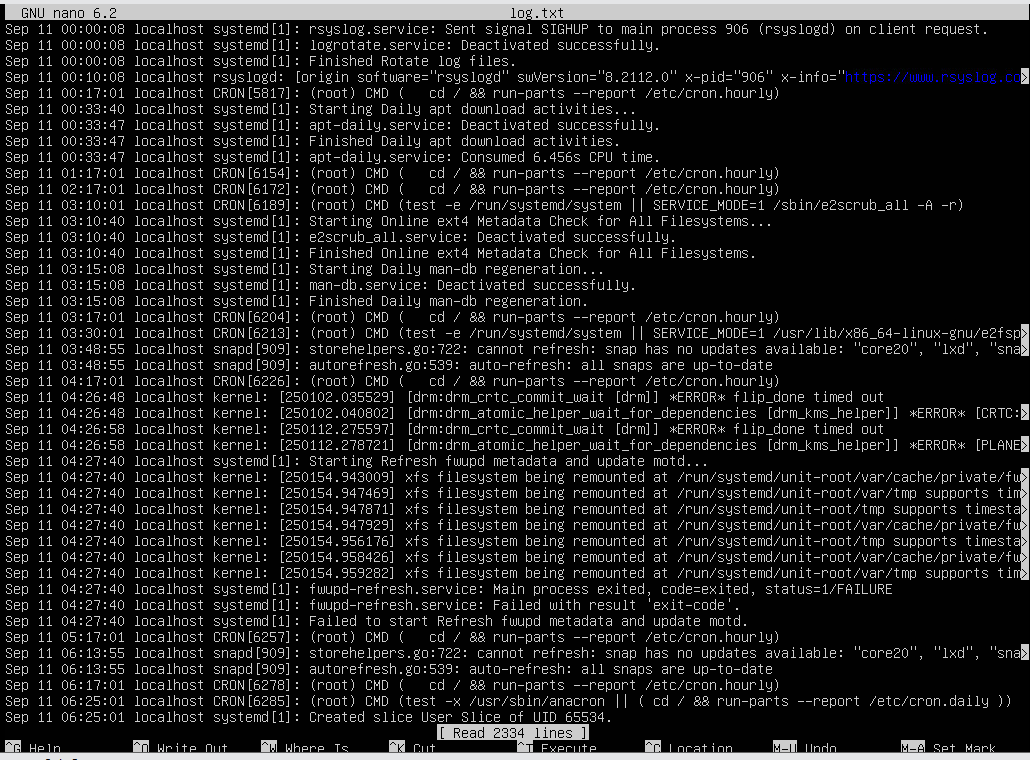 GNU nano 6.2 log.txt
Sep 11 00:00:08 localhost systemd[1]: rsyslog.service: Sent signal SIGHUP to main process 906 (rsyslogd) on client request.
Sep 11 00:00:08 localhost systemd[1]: logrotate.service: Deactivated successfully.
Sep 11 00:00:08 localhost systemd[1]: Finished Rotate log files.
Sep 11 00:10:08 localhost rsyslogd: [origin software="rsyslogd" swVersion="8.2112.0" x-pid="906" x-info="https://www.rsyslog.co>
Sep 11 00:17:01 localhost CRON[5817]: (root) CMD (   cd / && run-parts --report /etc/cron.hourly)
Sep 11 00:33:40 localhost systemd[1]: Starting Daily apt download activities...
Sep 11 00:33:47 localhost systemd[1]: apt-daily.service: Deactivated successfully.
Sep 11 00:33:47 localhost systemd[1]: Finished Daily apt download activities.
Sep 11 00:33:47 localhost systemd[1]: apt-daily.service: Consumed 6.456s CPU time.
Sep 11 01:17:01 localhost CRON[6154]: (root) CMD (   cd / && run-parts --report /etc/cron.hourly)
Sep 11 02:17:01 localhost CRON[6172]: (root) CMD (   cd / && run-parts --report /etc/cron.hourly)
Sep 11 03:10:01 localhost CRON[6189]: (root) CMD (test -e /run/systemd/system || SERVICE_MODE=1 /sbin/e2scrub_all -A -r)
Sep 11 03:10:40 localhost systemd[1]: Starting Online ext4 Metadata Check for All Filesystems...
Sep 11 03:10:40 localhost systemd[1]: e2scrub_all.service: Deactivated successfully.
Sep 11 03:10:40 localhost systemd[1]: Finished Online ext4 Metadata Check for All Filesystems.
Sep 11 03:15:08 localhost systemd[1]: Starting Daily man-db regeneration...
Sep 11 03:15:08 localhost systemd[1]: man-db.service: Deactivated successfully.
Sep 11 03:15:08 localhost systemd[1]: Finished Daily man-db regeneration.
Sep 11 03:17:01 localhost CRON[6204]: (root) CMD (   cd / && run-parts --report /etc/cron.hourly)
Sep 11 03:30:01 localhost CRON[6213]: (root) CMD (test -e /run/systemd/system || SERVICE_MODE=1 /usr/lib/x86_64-linux-gnu/e2fsp>
Sep 11 03:48:55 localhost snapd[909]: storehelpers.go:722: cannot refresh: snap has no updates available: "core20", "lxd", "sna>
Sep 11 03:48:55 localhost snapd[909]: autorefresh.go:539: auto-refresh: all snaps are up-to-date
Sep 11 04:17:01 localhost CRON[6226]: (root) CMD (   cd / && run-parts --report /etc/cron.hourly)
Sep 11 04:26:48 localhost kernel: [250102.035529] [drm:drm_crtc_commit_wait [drm]] *ERROR* flip_done timed out
Sep 11 04:26:48 localhost kernel: [250102.040802] [drm:drm_atomic_helper_wait_for_dependencies [drm_kms_helper]] *ERROR* [CRTC:>
Sep 11 04:26:58 localhost kernel: [250112.275597] [drm:drm_crtc_commit_wait [drm]] *ERROR* flip_done timed out
Sep 11 04:26:58 localhost kernel: [250112.278721] [drm:drm_atomic_helper_wait_for_dependencies [drm_kms_helper]] *ERROR* [PLANE>
Sep 11 04:27:40 localhost systemd[1]: Starting Refresh fwupd metadata and update motd...
Sep 11 04:27:40 localhost kernel: [250154.943009] xfs filesystem being remounted at /run/systemd/unit-root/var/cache/private/fw>
Sep 11 04:27:40 localhost kernel: [250154.947469] xfs filesystem being remounted at /run/systemd/unit-root/var/tmp supports tim>
Sep 11 04:27:40 localhost kernel: [250154.947871] xfs filesystem being remounted at /run/systemd/unit-root/tmp supports timesta>
Sep 11 04:27:40 localhost kernel: [250154.947929] xfs filesystem being remounted at /run/systemd/unit-root/var/cache/private/fw>
Sep 11 04:27:40 localhost kernel: [250154.956176] xfs filesystem being remounted at /run/systemd/unit-root/tmp supports timesta>
Sep 11 04:27:40 localhost kernel: [250154.958426] xfs filesystem being remounted at /run/systemd/unit-root/var/cache/private/fw>
Sep 11 04:27:40 localhost kernel: [250154.959282] xfs filesystem being remounted at /run/systemd/unit-root/var/tmp supports tim>
Sep 11 04:27:40 localhost systemd[1]: fwupd-refresh.service: Main process exited, code=exited, status=1/FAILURE
Sep 11 04:27:40 localhost systemd[1]: fwupd-refresh.service: Failed with result 'exit-code'.
Sep 11 04:27:40 localhost systemd[1]: Failed to start Refresh fwupd metadata and update motd.
Sep 11 05:17:01 localhost CRON[6257]: (root) CMD (   cd / && run-parts --report /etc/cron.hourly)
Sep 11 06:13:55 localhost snapd[909]: storehelpers.go:722: cannot refresh: snap has no updates available: "core20", "lxd", "sna>
Sep 11 06:13:55 localhost snapd[909]: autorefresh.go:539: auto-refresh: all snaps are up-to-date
Sep 11 06:17:01 localhost CRON[6278]: (root) CMD (   cd / && run-parts --report /etc/cron.hourly)
Sep 11 06:25:01 localhost CRON[6285]: (root) CMD (test -x /usr/sbin/anacron || ( cd / && run-parts --report /etc/cron.daily ))
Sep 11 06:25:01 localhost systemd[1]: Created slice User Slice of UID 65534.
[ Read 2334 lines ]
^G Help ^O Write Out ^W Where Is ^K Cut ^T Execute ^C Location M-U Undo M-A Set Mark